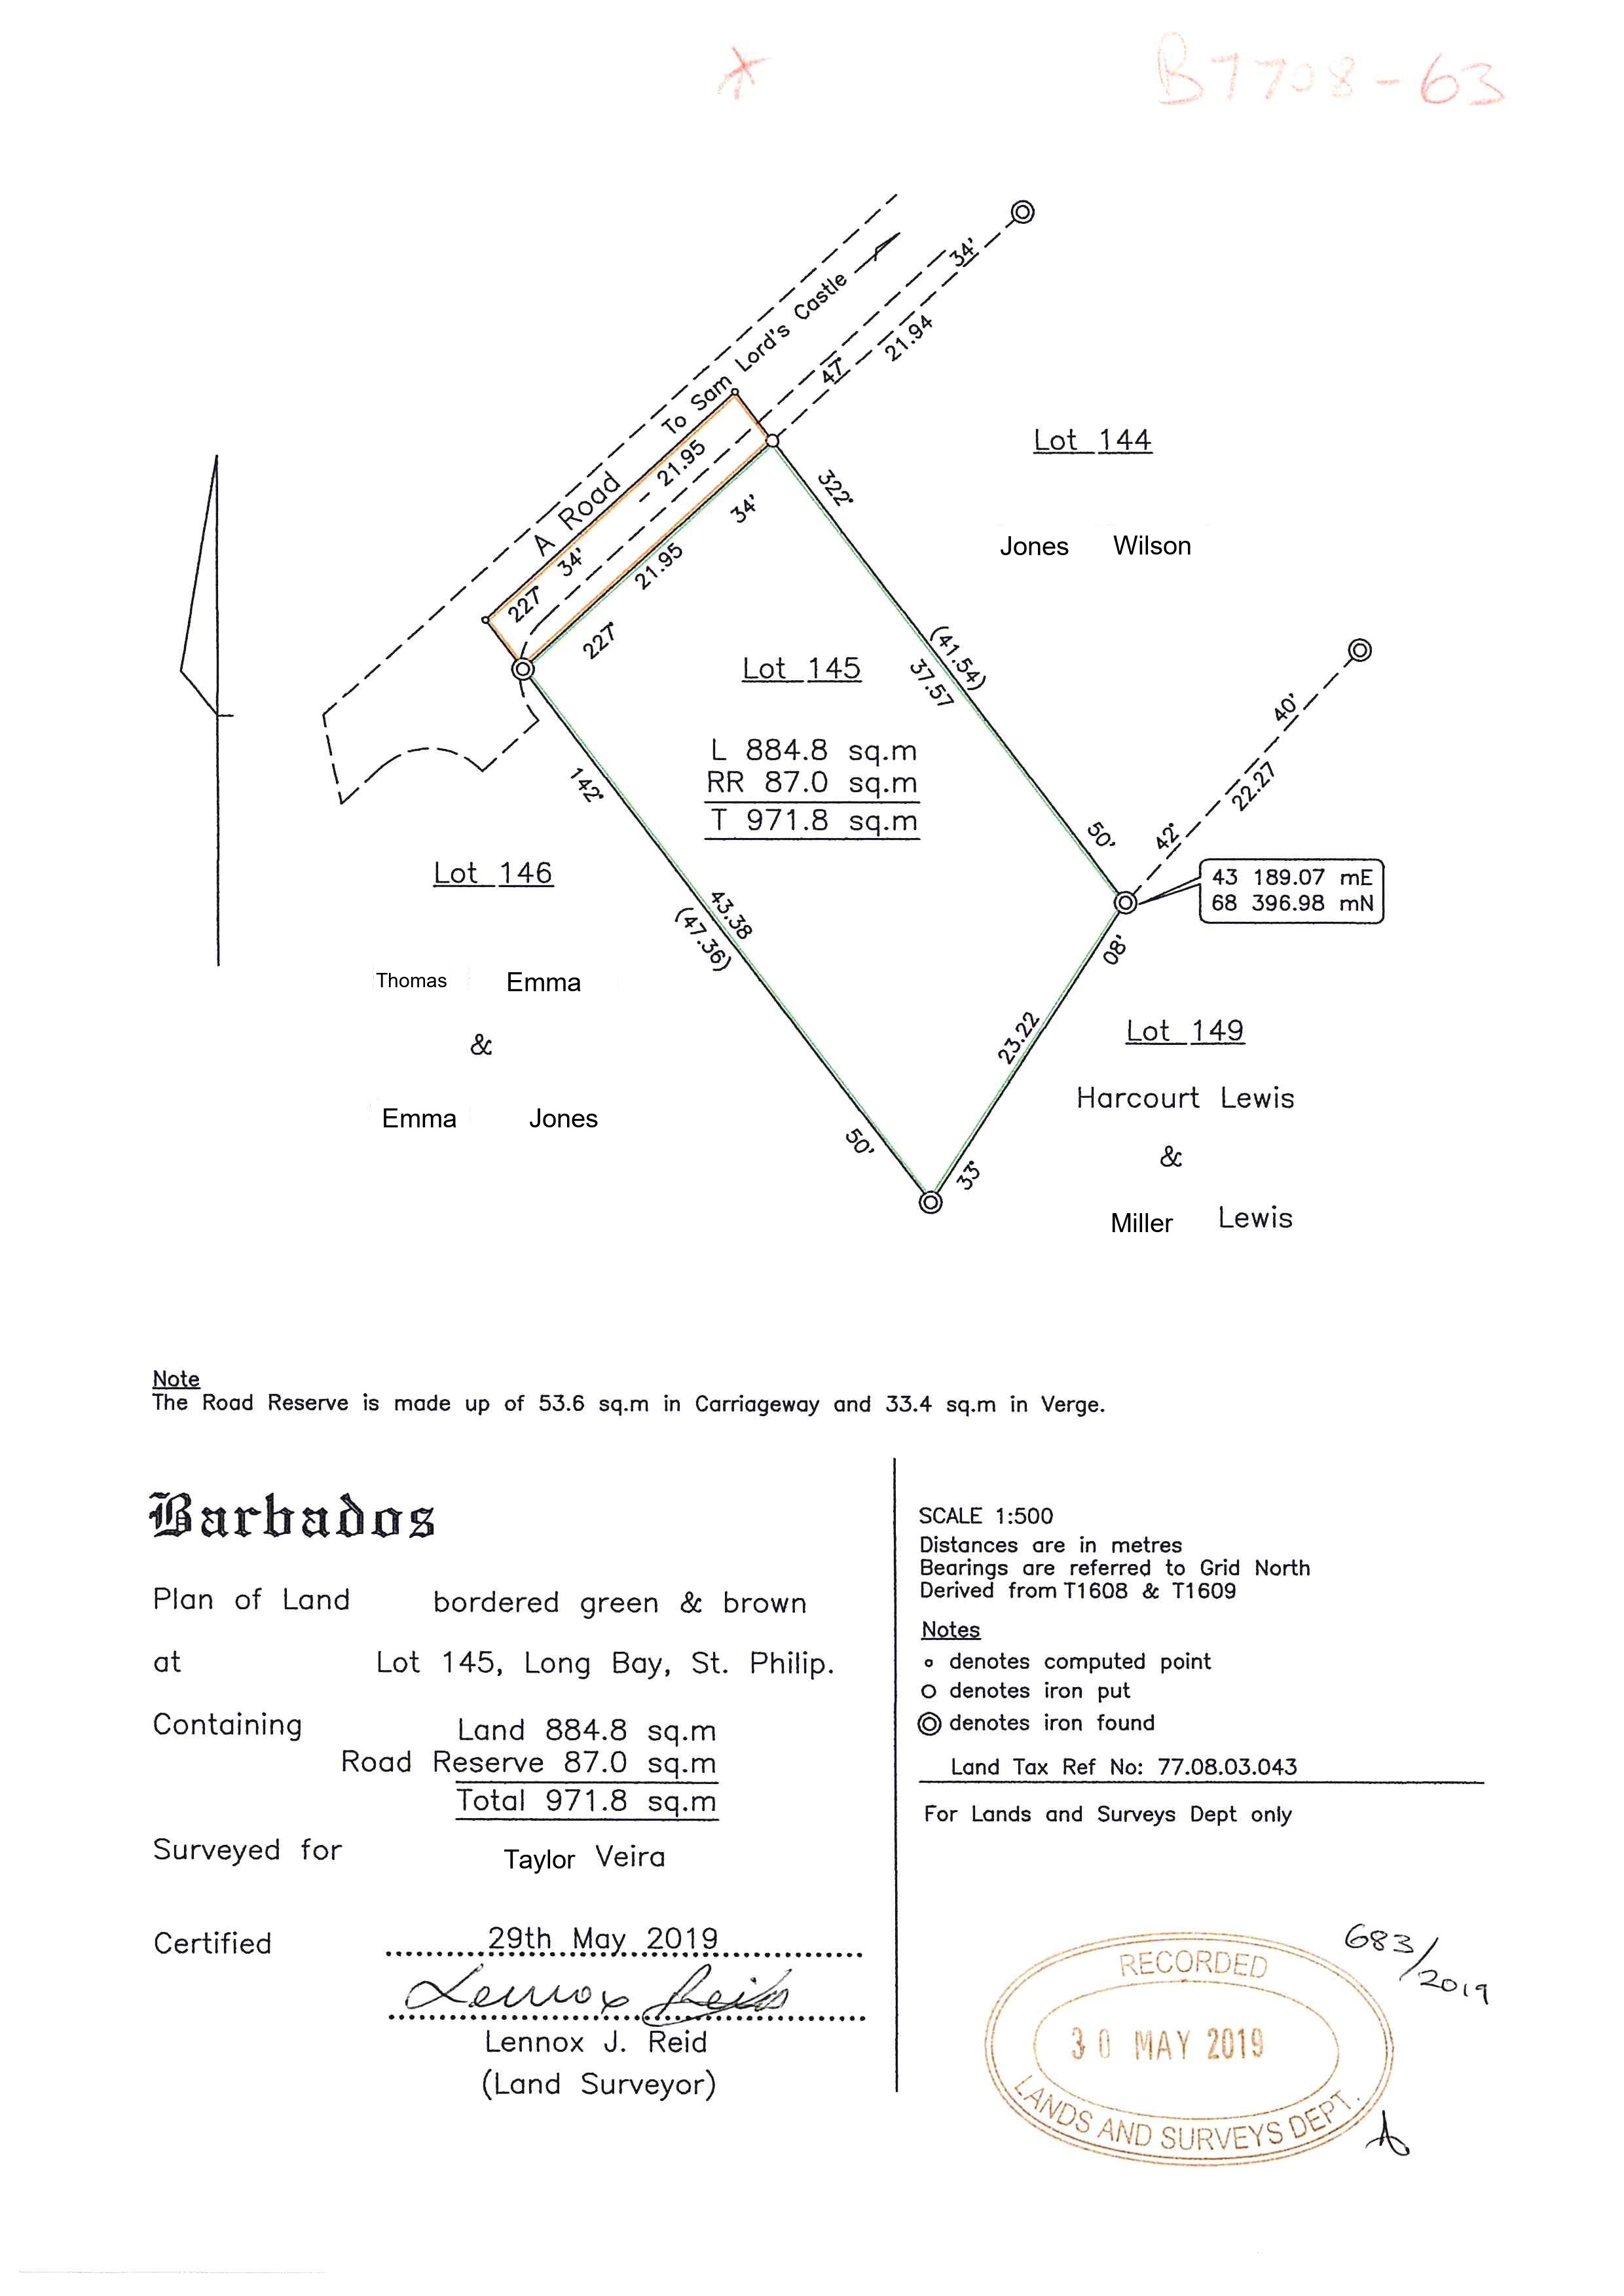 B7708-63
34'
To Sam Lord's Castle
47°
21.94
A Road
21.95
34'
227°
34'
21.95
227°
322°
(41.54)
37.57
50'
Lot 144
Jones Wilson
Lot 145
L 884.8 sq.m
RR 87.0 sq.m
T 971.8 sq.m
40'
22.27
42°
43 189.07 mE
68 396.98 mN
142°
43.38
(47.36)
50'
Lot 146
Thomas Emma
&
Emma Jones
08'
23.22
33°
Lot 149
Harcourt Lewis
&
Miller Lewis
Note
The Road Reserve is made up of 53.6 sq.m in Carriageway and 33.4 sq.m in Verge.
Barbados
Plan of Land bordered green & brown
at Lot 145, Long Bay, St. Philip.
Containing Land 884.8 sq.m
Road Reserve 87.0 sq.m
Total 971.8 sq.m
Surveyed for Taylor Veira
Certified 29th May 2019
Lennox Reid
Lennox J. Reid
(Land Surveyor)
SCALE 1:500
Distances are in metres
Bearings are referred to Grid North
Derived from T1608 & T1609
Notes
denotes computed point
denotes iron put
denotes iron found
Land Tax Ref No: 77.08.03.043
For Lands and Surveys Dept only
683/2019
RECORDED
30 MAY 2019
LANDS AND SURVEYS DEPT.